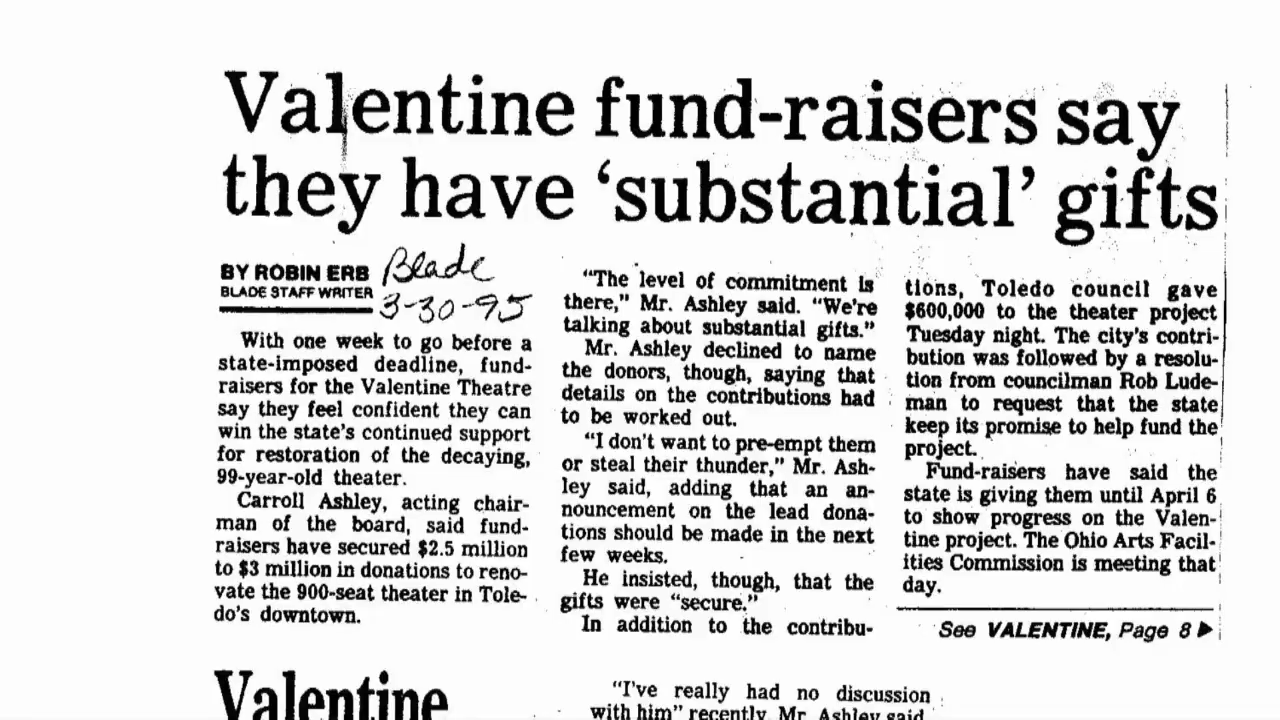 Valentine fund-raisers say
they have ‘substantial’ gifts
BY ROBIN ERB
BLADE STAFF WRITER
Blade
3-30-95
With one week to go before a
state-imposed deadline, fund-
raisers for the Valentine Theatre
say they feel confident they can
win the state's continued support
for restoration of the decaying,
99-year-old theater.
Carroll Ashley, acting chair-
man of the board, said fund-
raisers have secured $2.5 million
to $3 million in donations to reno-
vate the 900-seat theater in Tole-
do's downtown.
“The level of commitment is
there,” Mr. Ashley said. “We're
talking about substantial gifts.”
Mr. Ashley declined to name
the donors, though, saying that
details on the contributions had
to be worked out.
“I don't want to pre-empt them
or steal their thunder,” Mr. Ash-
ley said, adding that an an-
nouncement on the lead dona-
tions should be made in the next
few weeks.
He insisted, though, that the
gifts were “secure.”
In addition to the contribu-
tions, Toledo council gave
$600,000 to the theater project
Tuesday night. The city's contri-
bution was followed by a resolu-
tion from councilman Rob Lude-
man to request that the state
keep its promise to help fund the
project.
Fund-raisers have said the
state is giving them until April 6
to show progress on the Valen-
tine project. The Ohio Arts Facil-
ities Commission is meeting that
day.
See VALENTINE, Page 8 ▶
Valentine
“I've really had no discussion
with him” recently, Mr. Ashley said